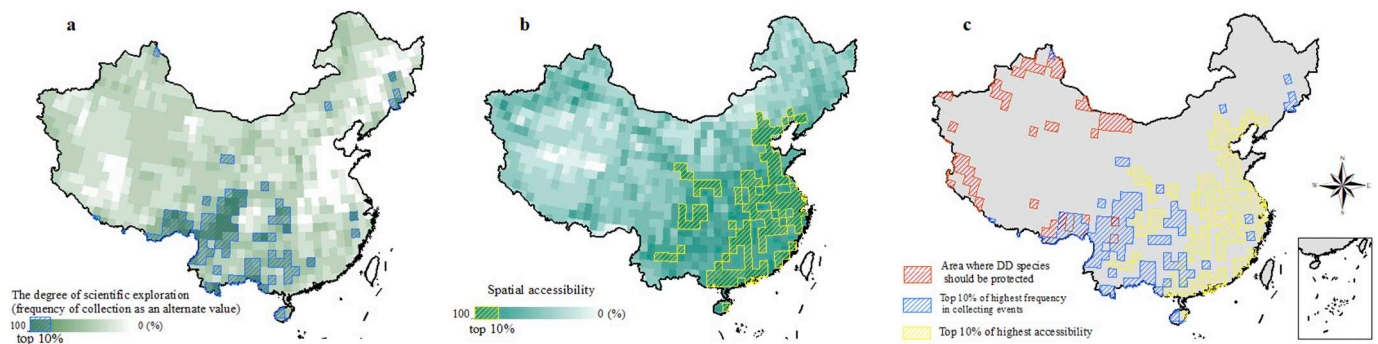 a
The degree of scientific exploration
(frequency of collection as an alternate value)
100
0 (%)
top 10%
b
Spatial accessibility
100
0 (%)
top 10%
c
N
W
E
S
Area where DD species
should be protected
Top 10% of highest frequency
in collecting events
Top 10% of highest accessibility